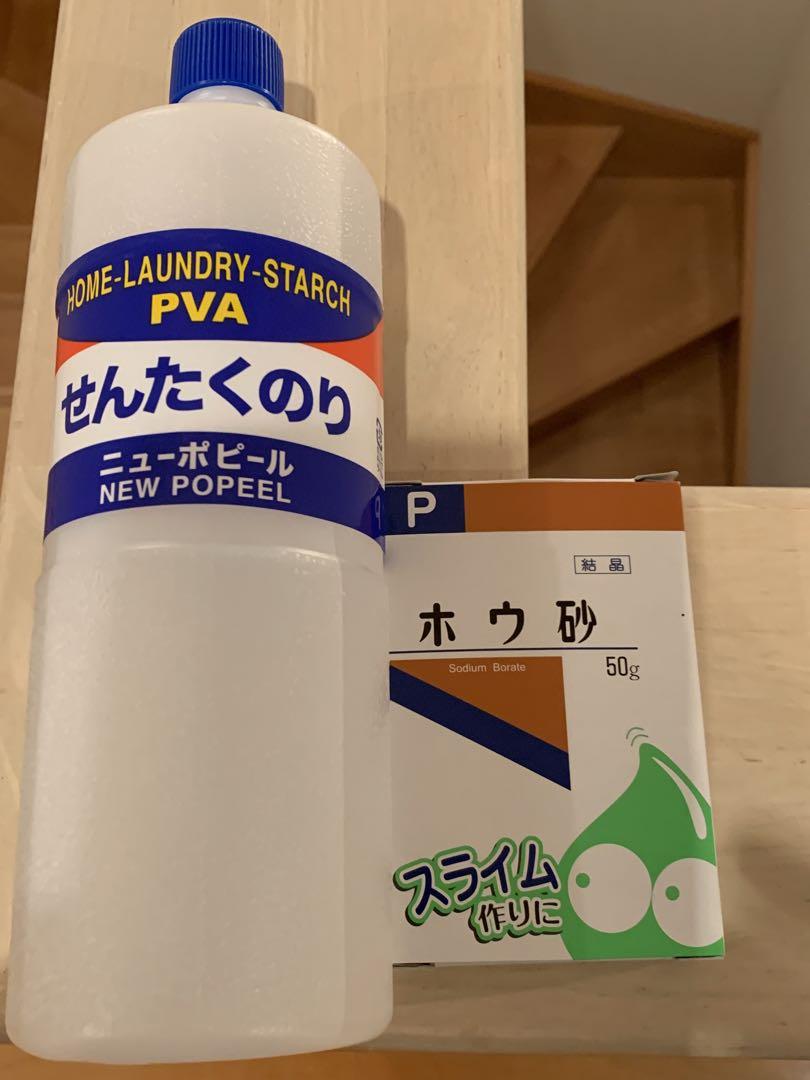 HOME-LAUNDRY-STARCH
PVA
せんたくのり
ニューポピール
NEW POPEEL
P
結晶
ホウ砂
Sodium Borate
50g
スライム
作りに